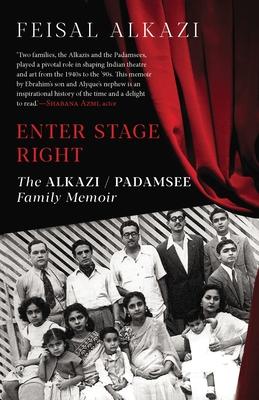 FEISAL ALKAZI
'Two families, the Alkazis and the Padamsees,
played a pivotal role in shaping Indian theatre
and art from the 1940s to the '90s. This memoir
by Ebrahim's son and Alyque's nephew is an
inspirational history of the time and a delight
to read.'—SHABANA AZMI, actor
ENTER STAGE
RIGHT
The ALKAZI / PADAMSEE
Family Memoir